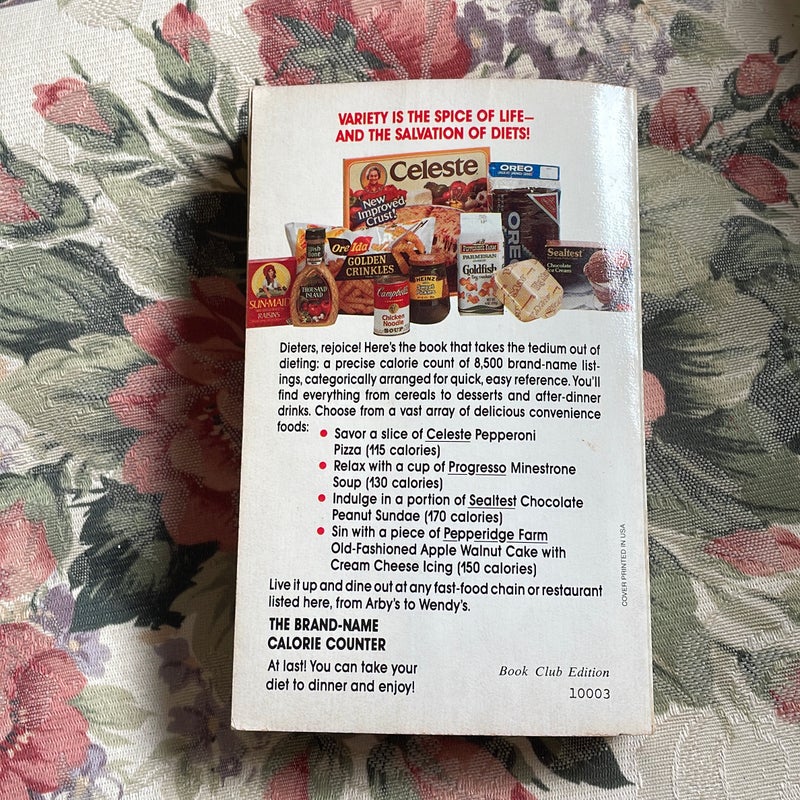 VARIETY IS THE SPICE OF LIFE—
AND THE SALVATION OF DIETS!
Celeste
New
Improved
Crust!
OREO
OreIda
GOLDEN
CRINKLES
THOUSAND
ISLAND
SUN-MAID
RAISINS
Campbell's
Chicken
Noodle
SOUP
HEINZ
PARMESAN
Goldfish
Sealtest
Chocolate
Ice Cream
Dieters, rejoice! Here's the book that takes the tedium out of
dieting: a precise calorie count of 8,500 brand-name list-
ings, categorically arranged for quick, easy reference. You'll
find everything from cereals to desserts and after-dinner
drinks. Choose from a vast array of delicious convenience
foods:
• Savor a slice of Celeste Pepperoni
Pizza (115 calories)
• Relax with a cup of Progresso Minestrone
Soup (130 calories)
• Indulge in a portion of Sealtest Chocolate
Peanut Sundae (170 calories)
• Sin with a piece of Pepperidge Farm
Old-Fashioned Apple Walnut Cake with
Cream Cheese Icing (150 calories)
Live it up and dine out at any fast-food chain or restaurant
listed here, from Arby's to Wendy's.
THE BRAND-NAME
CALORIE COUNTER
At last! You can take your
diet to dinner and enjoy!
Book Club Edition
10003
COVER PRINTED IN USA